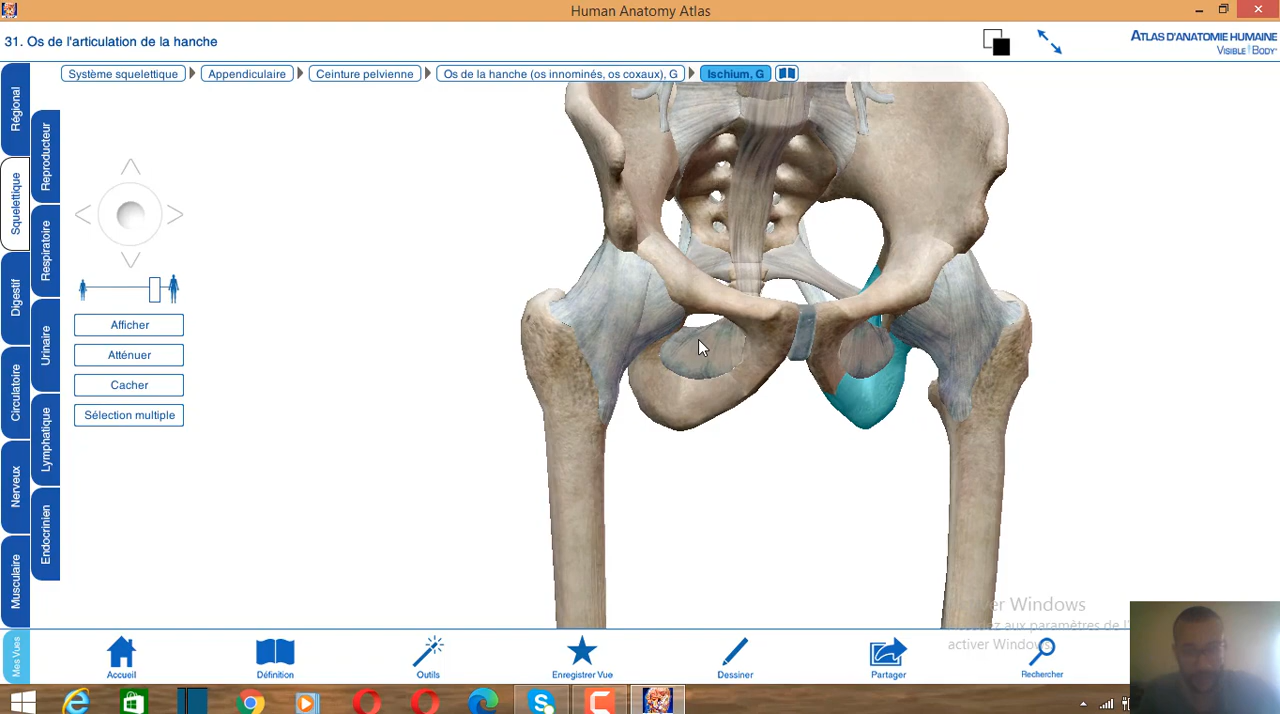 Human Anatomy Atlas
31. Os de l'articulation de la hanche
ATLAS D'ANATOMIE HUMAINE
VISIBLE BODY
Système squelettique
Appendiculaire
Ceinture pelvienne
Os de la hanche (os innominés, os coxaux), G
Ischium, G
Régional
Squelettique
Digestif
Circulatoire
Nerveux
Musculaire
Reproducteur
Respiratoire
Urinaire
Lymphatique
Endocrinien
Afficher
Atténuer
Cacher
Sélection multiple
Windows
aux paramètres de l'
activer Windows
Mes Vues
Accueil
Définition
Outils
Enregistrer Vue
Dessiner
Partager
Rechercher